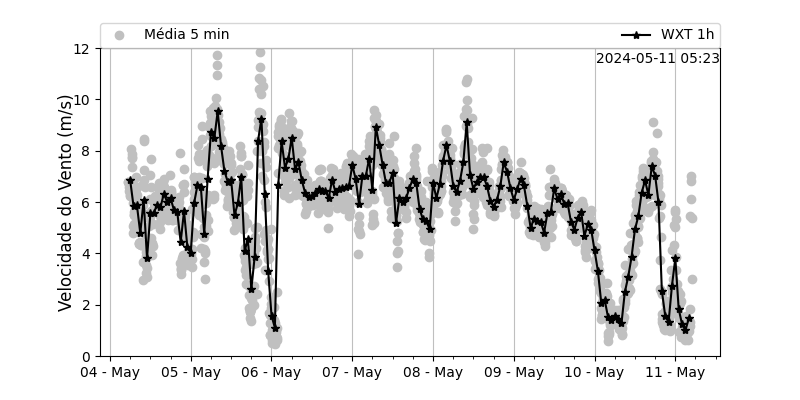 Média 5 min
WXT 1h
2024-05-11 05:23
Velocidade do Vento (m/s)
12
10
8
6
4
2
0
04 - May
05 - May
06 - May
07 - May
08 - May
09 - May
10 - May
11 - May